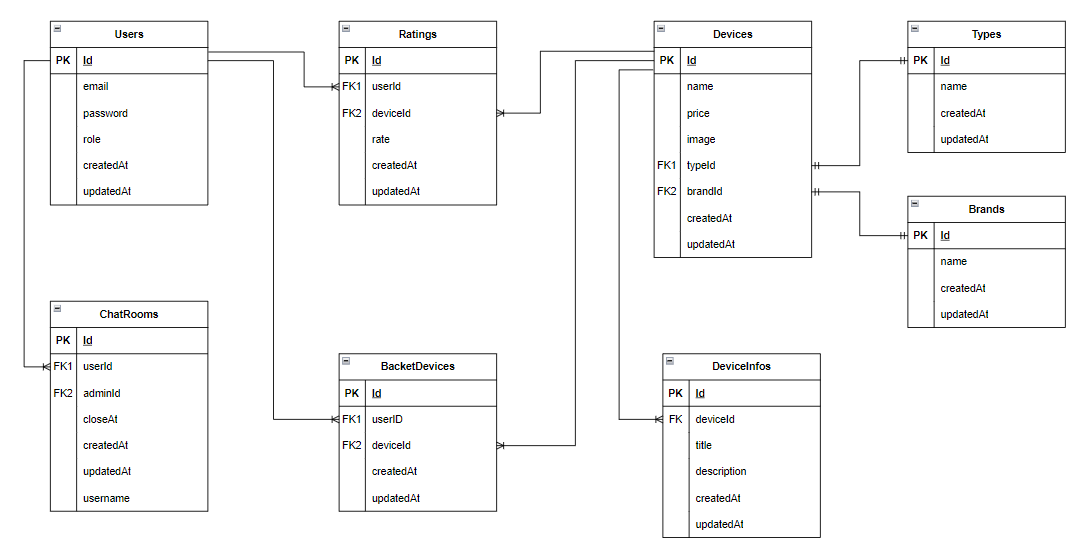 Users
PK Id
email
password
role
createdAt
updatedAt
Ratings
PK Id
FK1 userId
FK2 deviceId
rate
createdAt
updatedAt
Devices
PK Id
name
price
image
FK1 typeId
FK2 brandId
createdAt
updatedAt
Types
PK Id
name
createdAt
updatedAt
Brands
PK Id
name
createdAt
updatedAt
ChatRooms
PK Id
FK1 userId
FK2 adminId
closeAt
createdAt
updatedAt
username
BacketDevices
PK Id
FK1 userID
FK2 deviceId
createdAt
updatedAt
DeviceInfos
PK Id
FK deviceId
title
description
createdAt
updatedAt